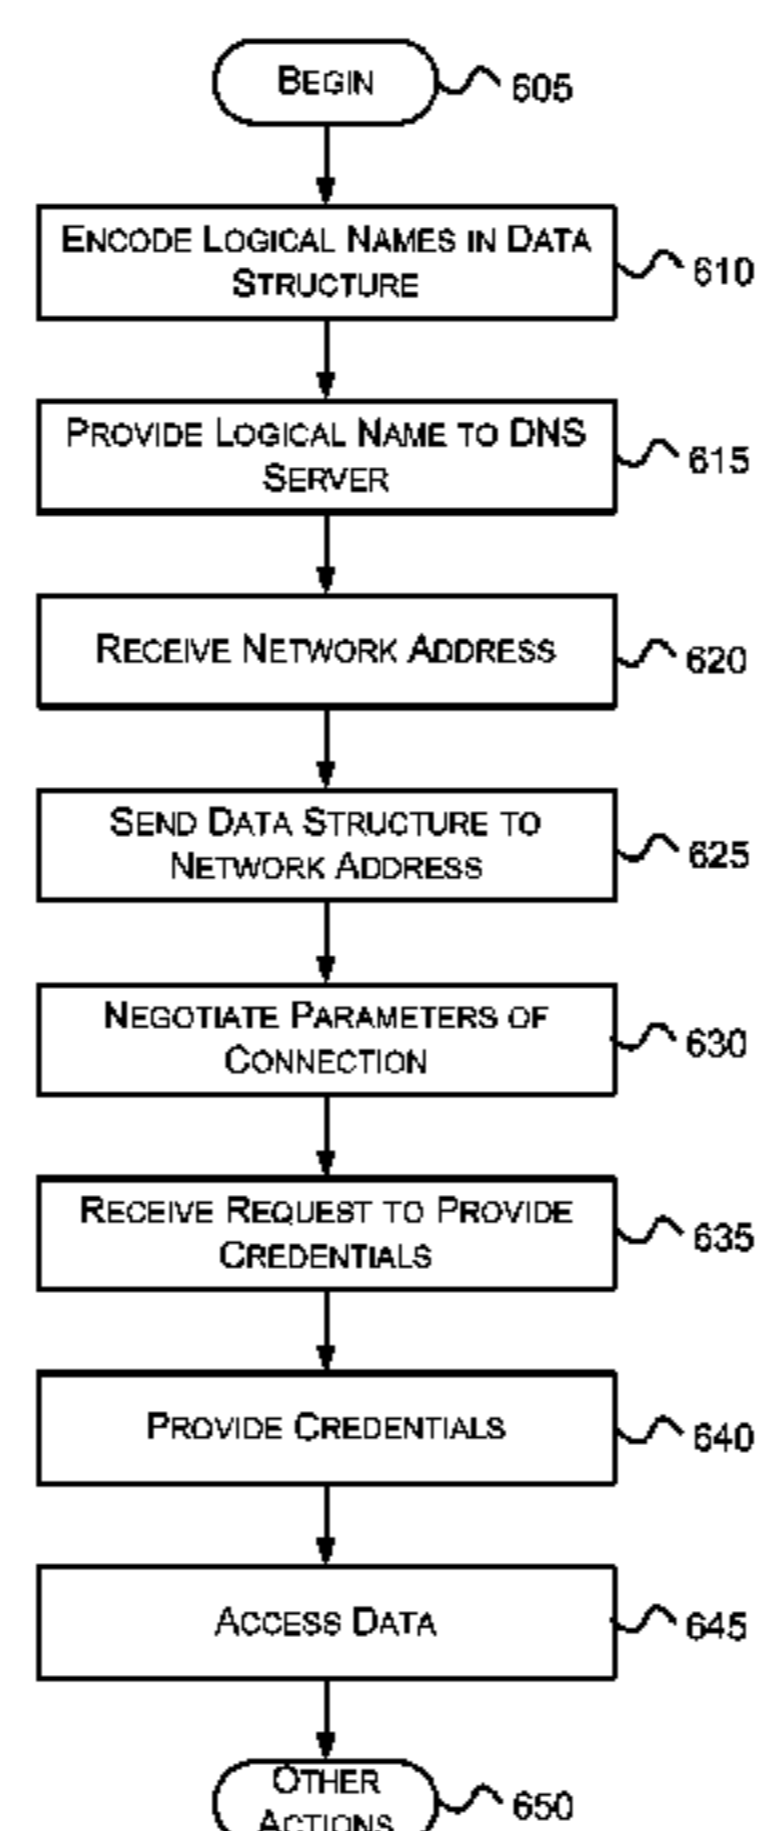 BEGIN
605
ENCODE LOGICAL NAMES IN DATA
STRUCTURE
610
PROVIDE LOGICAL NAME TO DNS
SERVER
615
RECEIVE NETWORK ADDRESS
620
SEND DATA STRUCTURE TO
NETWORK ADDRESS
625
NEGOTIATE PARAMETERS OF
CONNECTION
630
RECEIVE REQUEST TO PROVIDE
CREDENTIALS
635
PROVIDE CREDENTIALS
640
ACCESS DATA
645
OTHER
ACTIONS
650